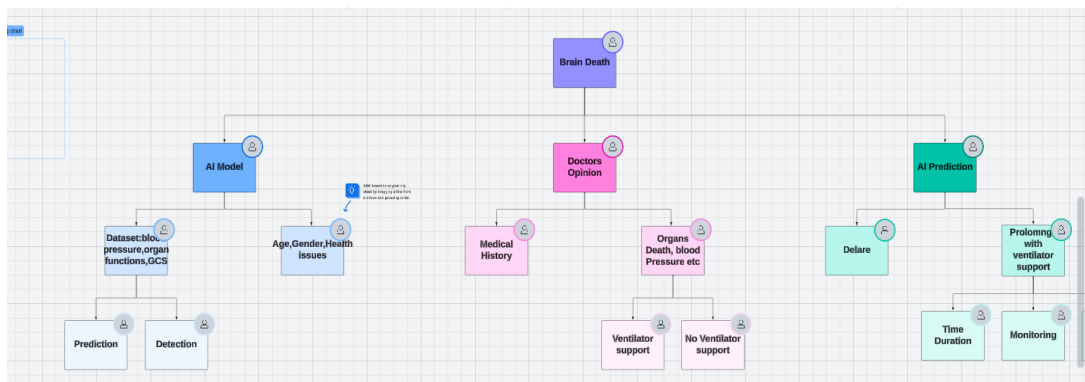 chart
Brain Death
AI Model
Doctors
Opinion
AI Prediction
Dataset:blood
pressure,organ
functions,GCS
Age,Gender,Health
issues
Medical
History
Organs
Death, blood
Pressure etc
Delare
Prolomng
with
ventilator
support
Prediction
Detection
Ventilator
support
No Ventilator
support
Time
Duration
Monitoring